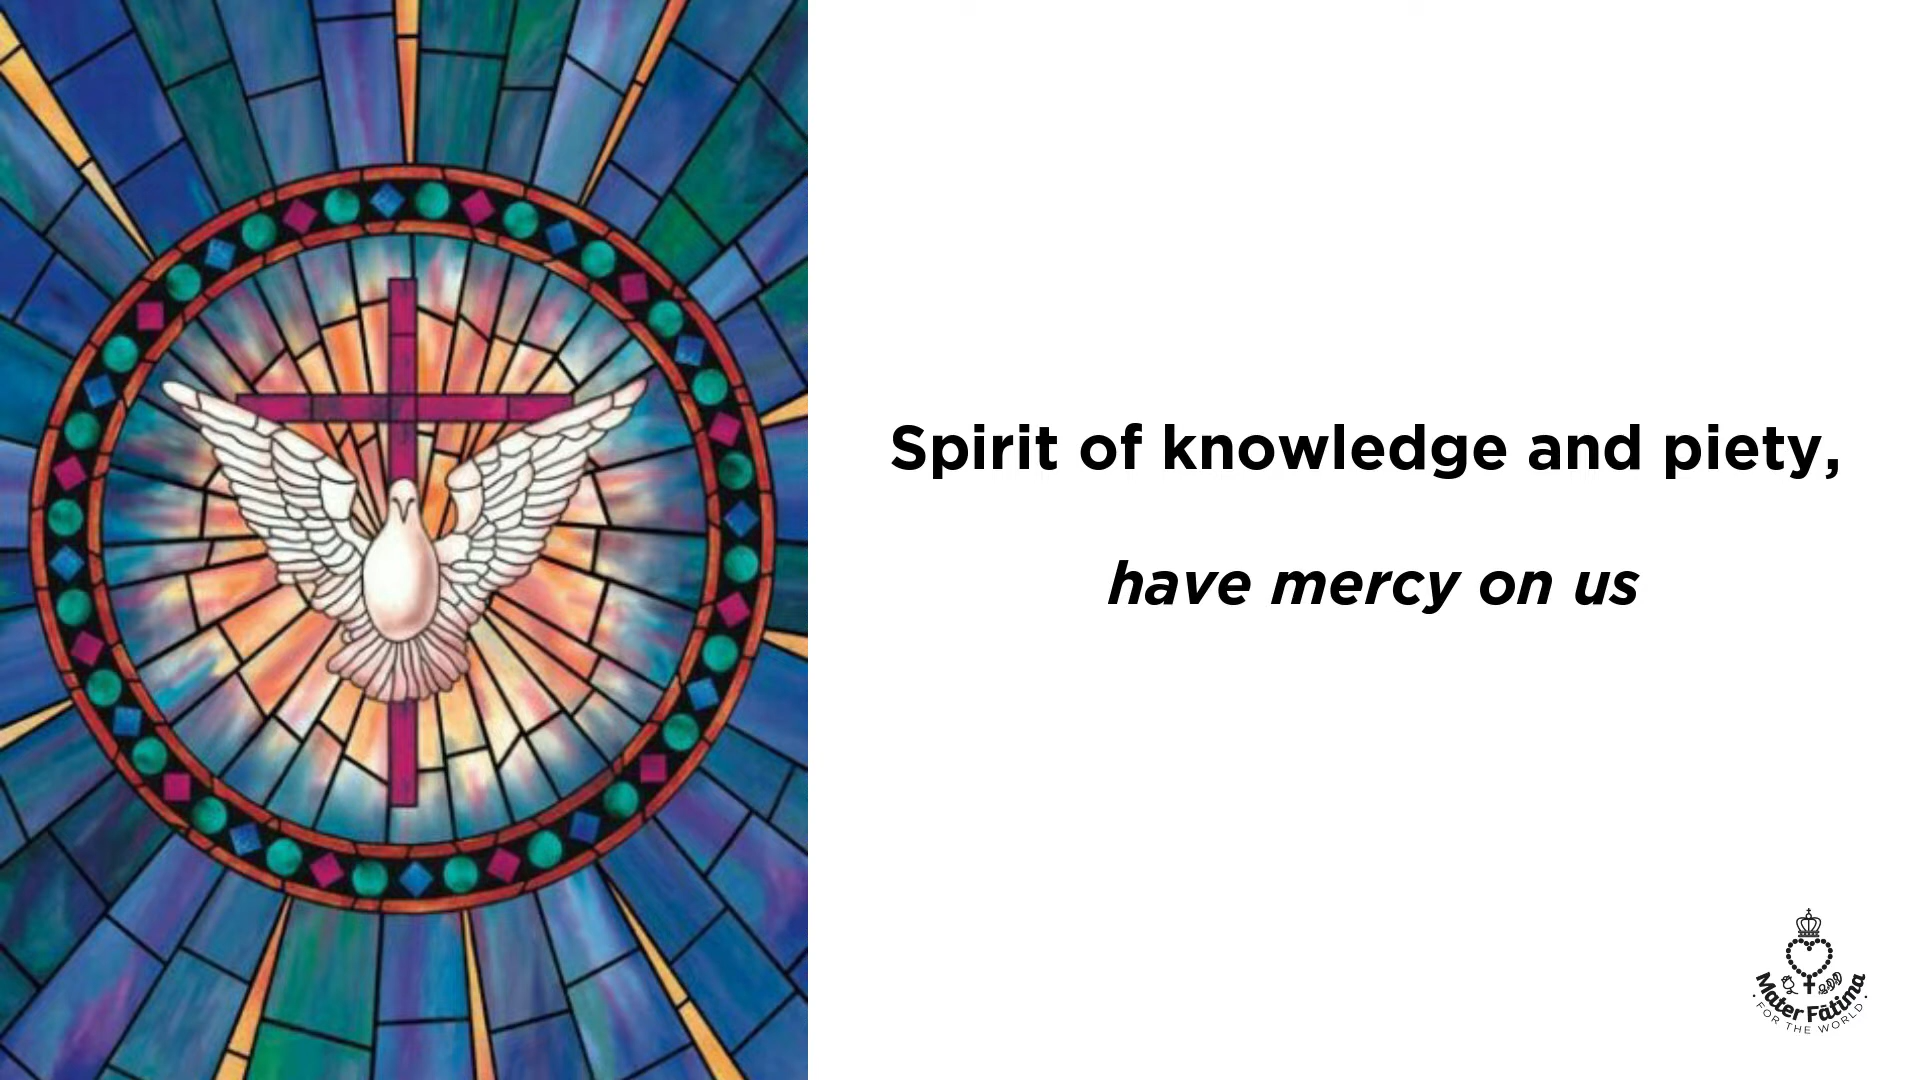 Spirit of knowledge and piety,
have mercy on us
Mater Fátima
· FOR THE WORLD ·